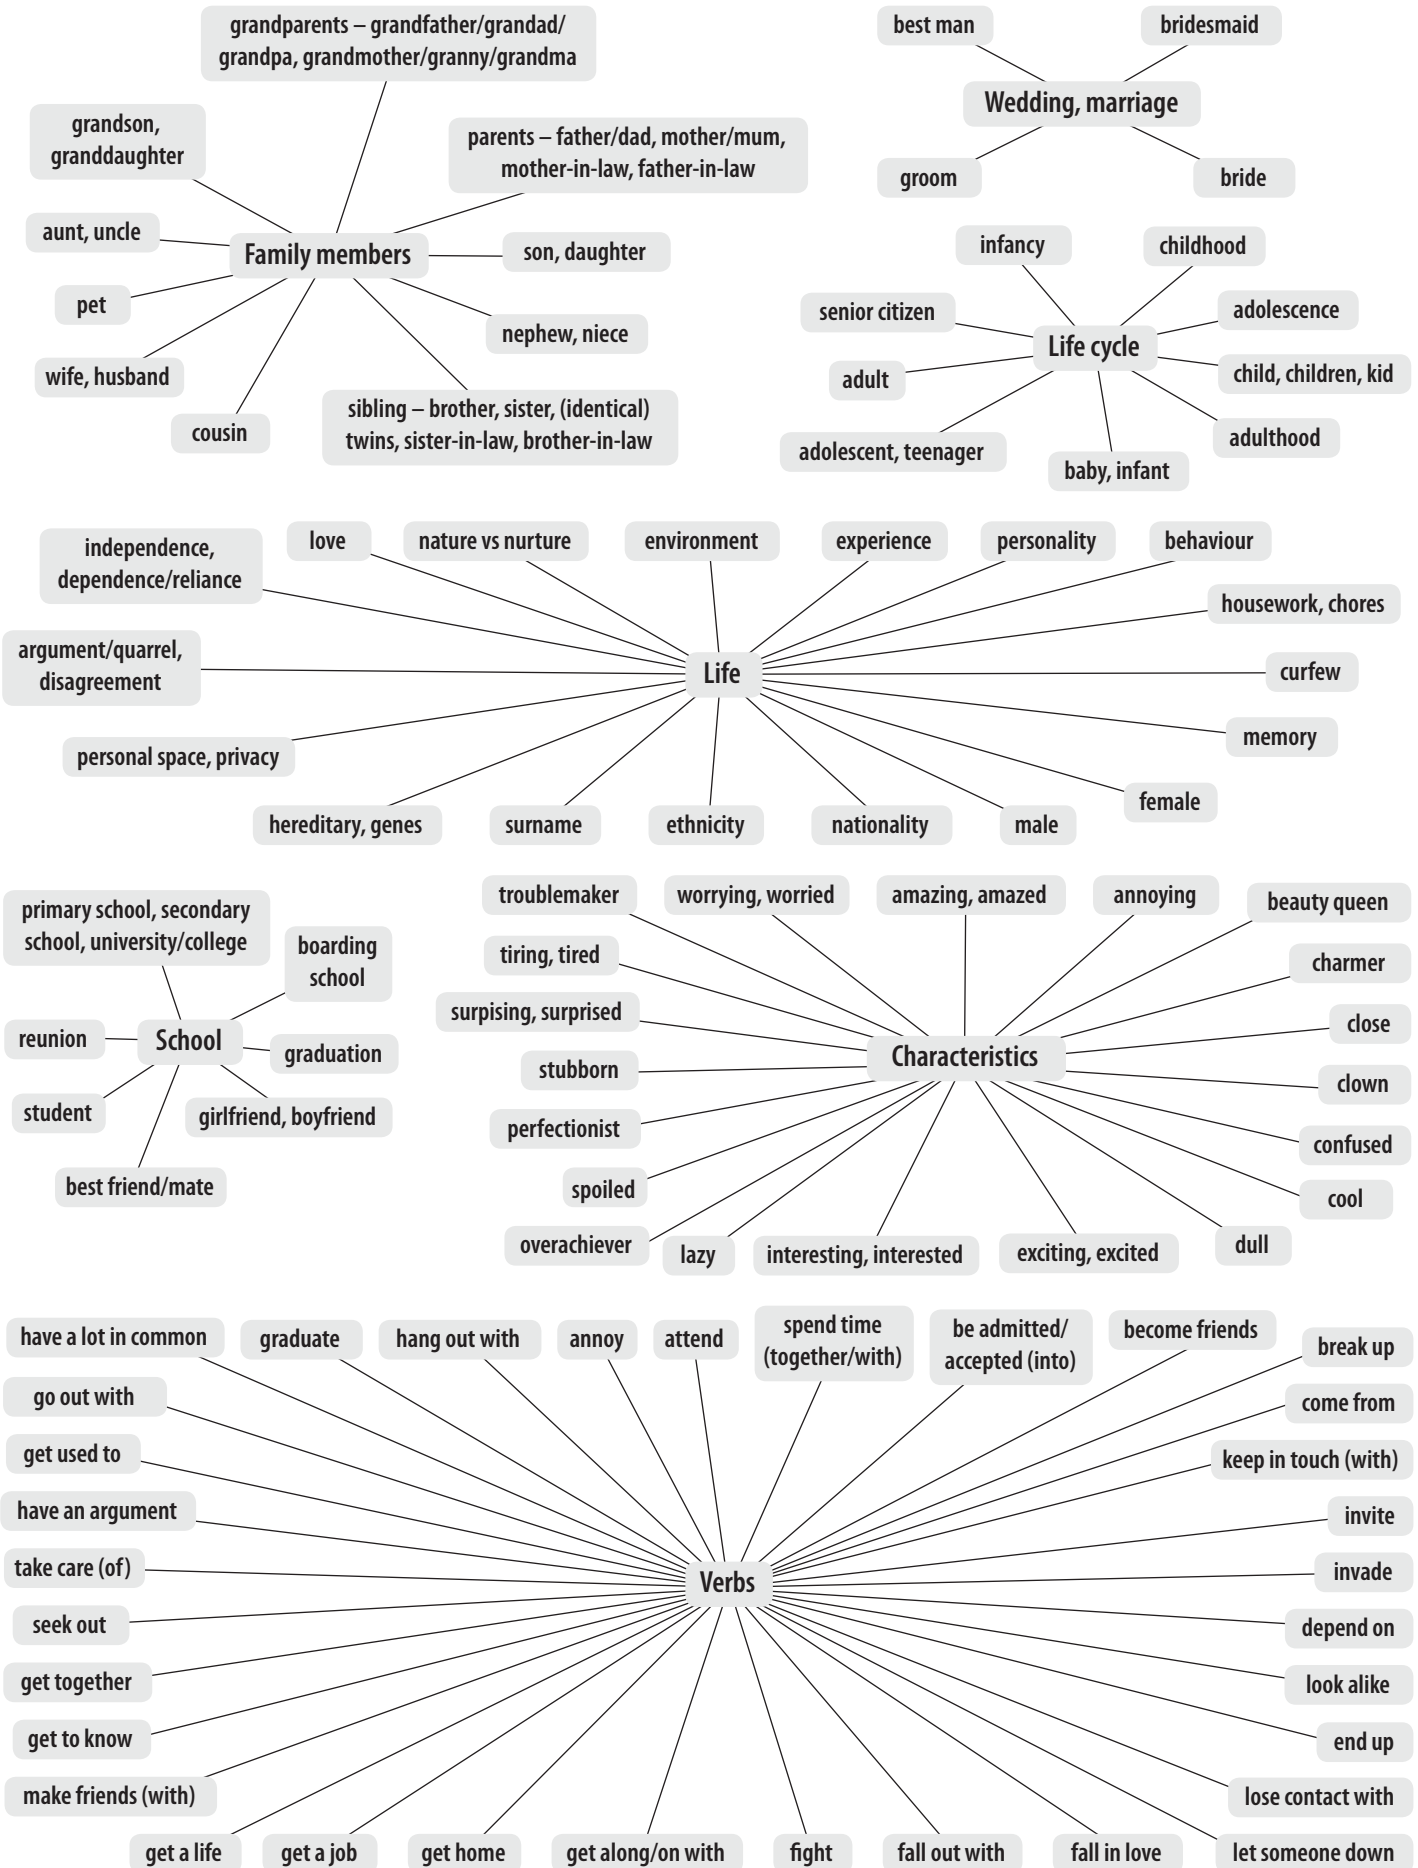 grandparents – grandfather/grandad/
grandpa, grandmother/granny/grandma
grandson,
granddaughter
parents – father/dad, mother/mum,
mother-in-law, father-in-law
aunt, uncle
Family members
son, daughter
pet
nephew, niece
wife, husband
sibling – brother, sister, (identical)
twins, sister-in-law, brother-in-law
cousin
best man
bridesmaid
Wedding, marriage
groom
bride
infancy
childhood
senior citizen
adolescence
Life cycle
adult
child, children, kid
adolescent, teenager
adulthood
baby, infant
independence,
dependence/reliance
love
nature vs nurture
environment
experience
personality
behaviour
housework, chores
argument/quarrel,
disagreement
Life
curfew
personal space, privacy
memory
female
hereditary, genes
surname
ethnicity
nationality
male
primary school, secondary
school, university/college
boarding
school
reunion
School
graduation
student
girlfriend, boyfriend
best friend/mate
troublemaker
worrying, worried
amazing, amazed
annoying
beauty queen
tiring, tired
charmer
surpising, surprised
close
Characteristics
stubborn
clown
perfectionist
confused
spoiled
cool
overachiever
lazy
interesting, interested
exciting, excited
dull
have a lot in common
graduate
hang out with
annoy
attend
spend time
(together/with)
be admitted/
accepted (into)
become friends
break up
go out with
come from
get used to
keep in touch (with)
have an argument
invite
take care (of)
Verbs
invade
seek out
depend on
get together
look alike
get to know
end up
make friends (with)
lose contact with
get a life
get a job
get home
get along/on with
fight
fall out with
fall in love
let someone down